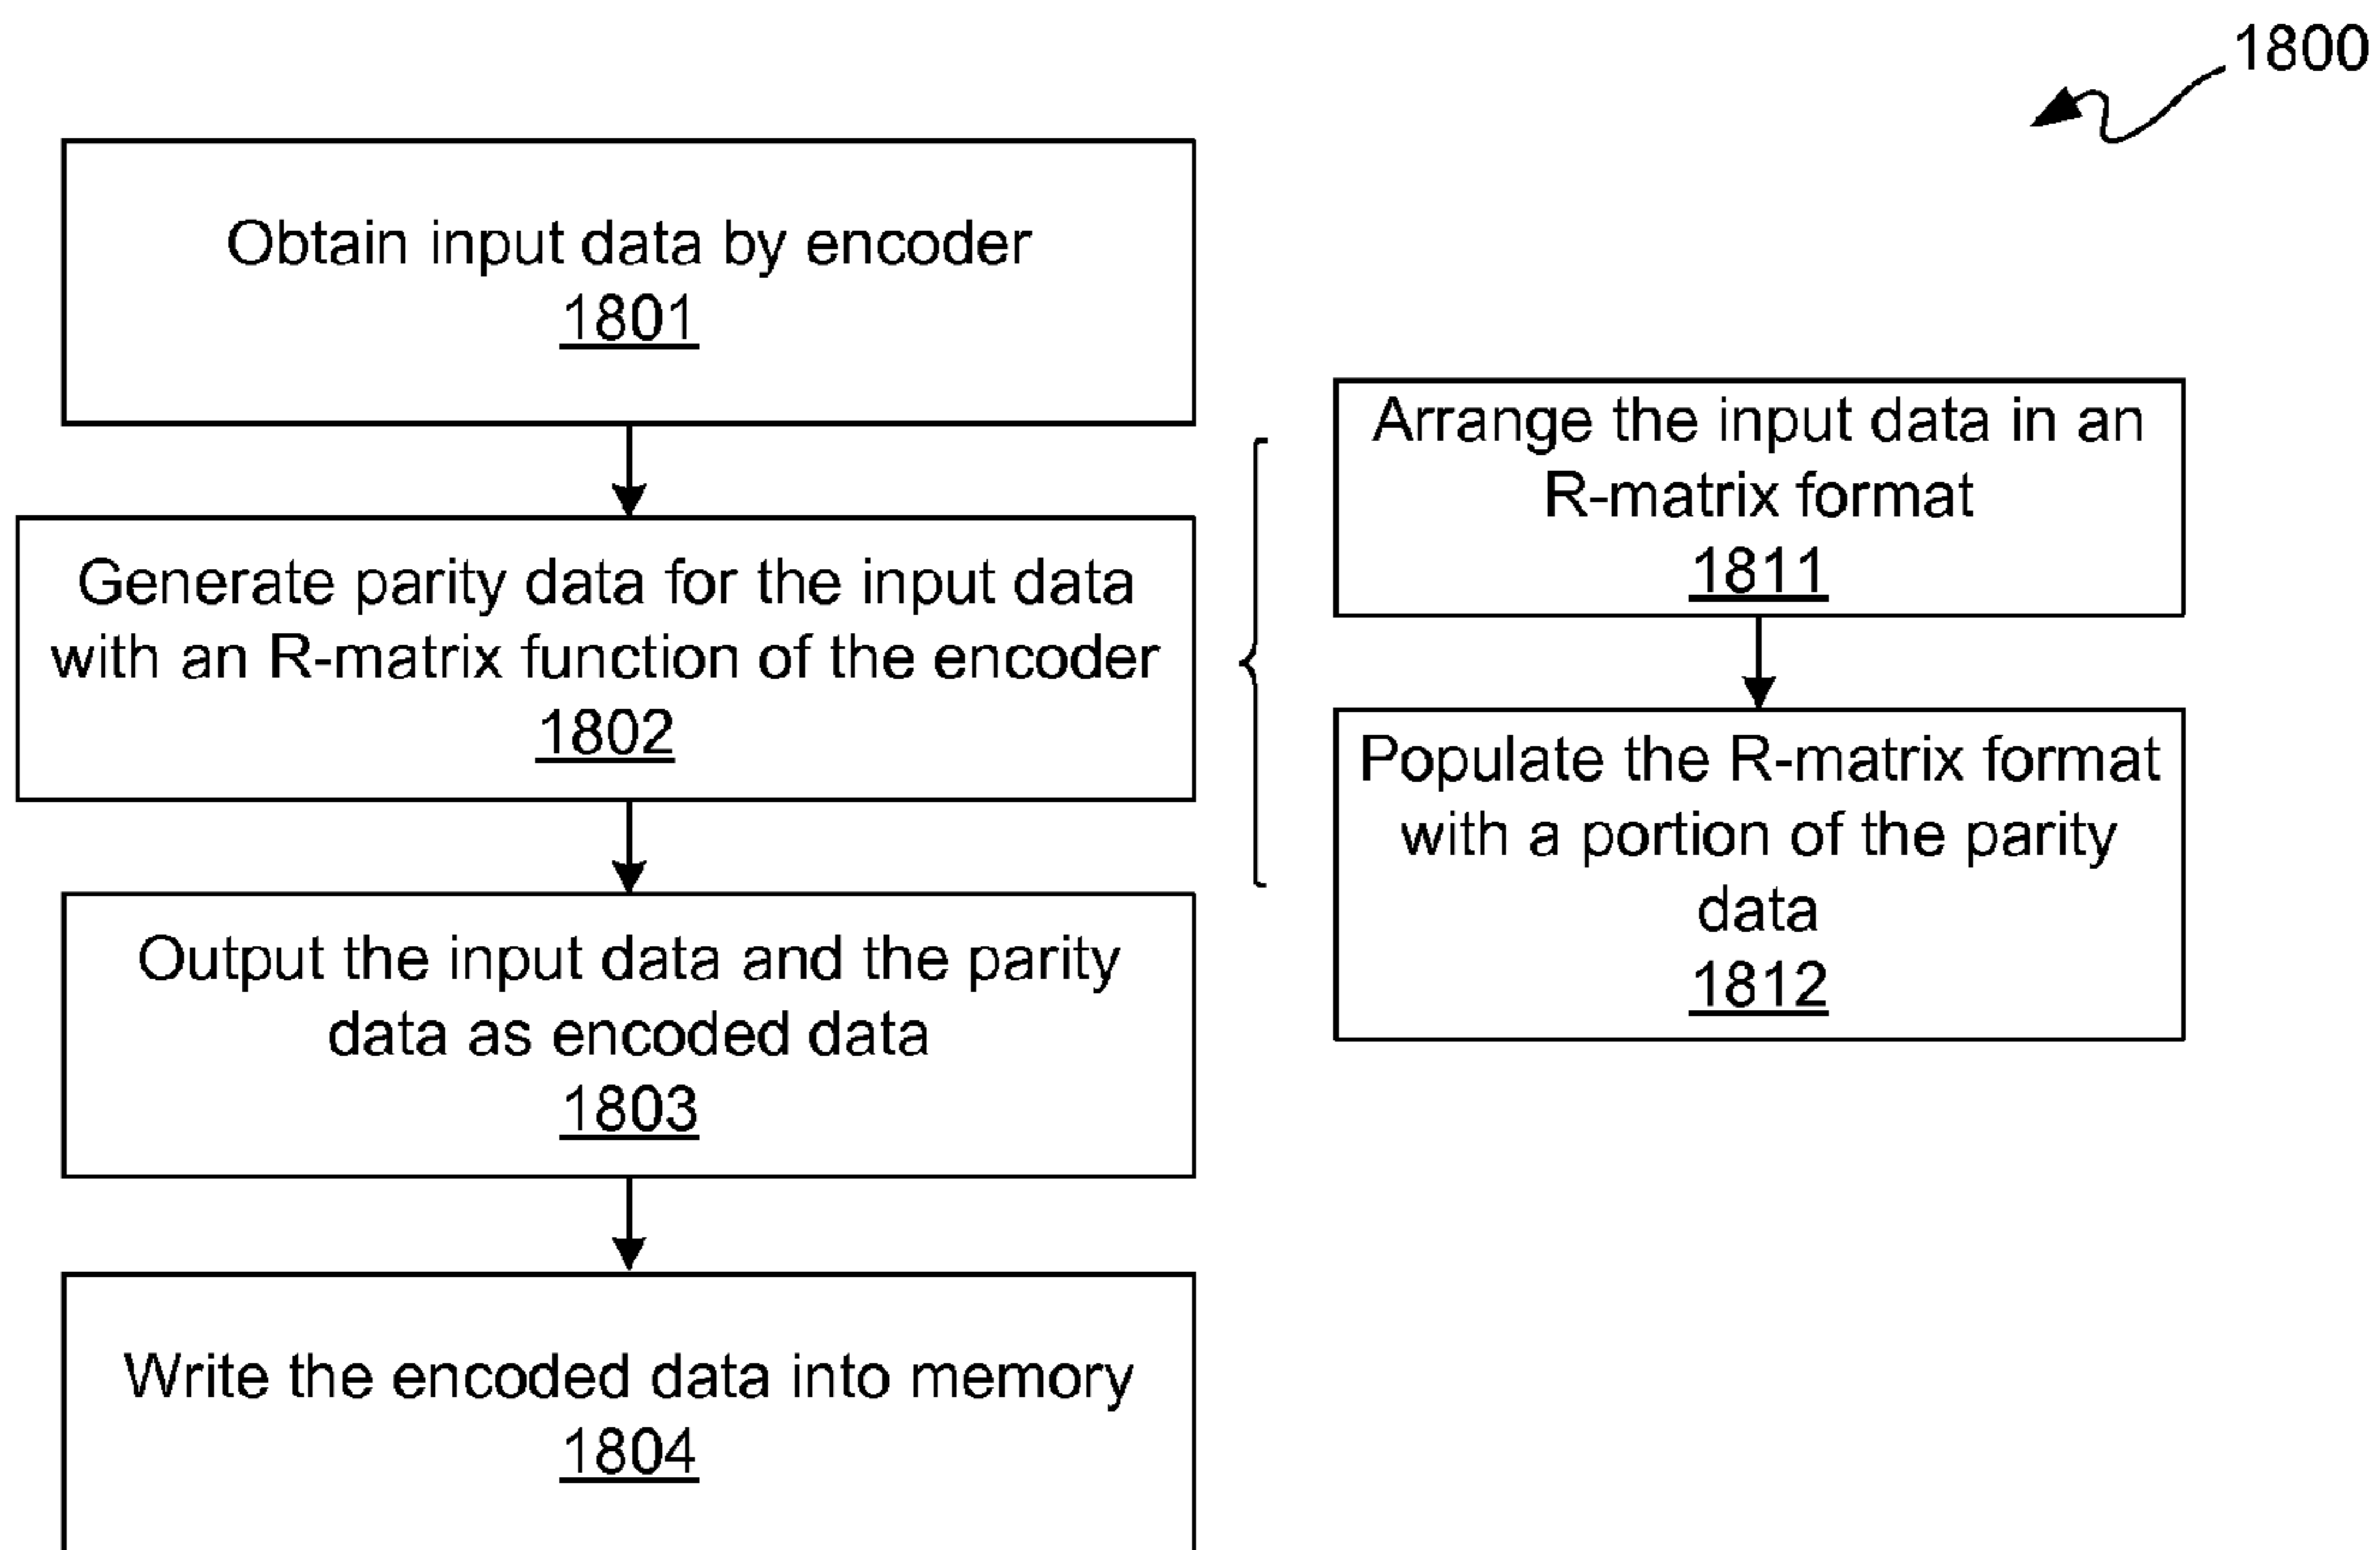 1800
Obtain input data by encoder
1801
Generate parity data for the input data
with an R-matrix function of the encoder
1802
Output the input data and the parity
data as encoded data
1803
Write the encoded data into memory
1804
Arrange the input data in an
R-matrix format
1811
Populate the R-matrix format
with a portion of the parity
data
1812